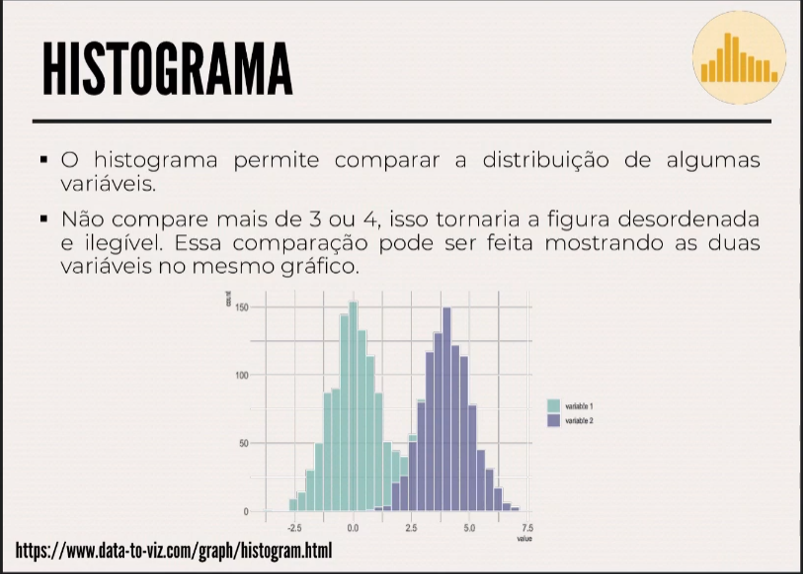 HISTOGRAMA
▪ O histograma permite comparar a distribuição de algumas
variáveis.
▪ Não compare mais de 3 ou 4, isso tornaria a figura desordenada
e ilegível. Essa comparação pode ser feita mostrando as duas
variáveis no mesmo gráfico.
count
150
100
50
0
variable 1
variable 2
-2.5 0.0 2.5 5.0 7.5
value
https://www.data-to-viz.com/graph/histogram.html